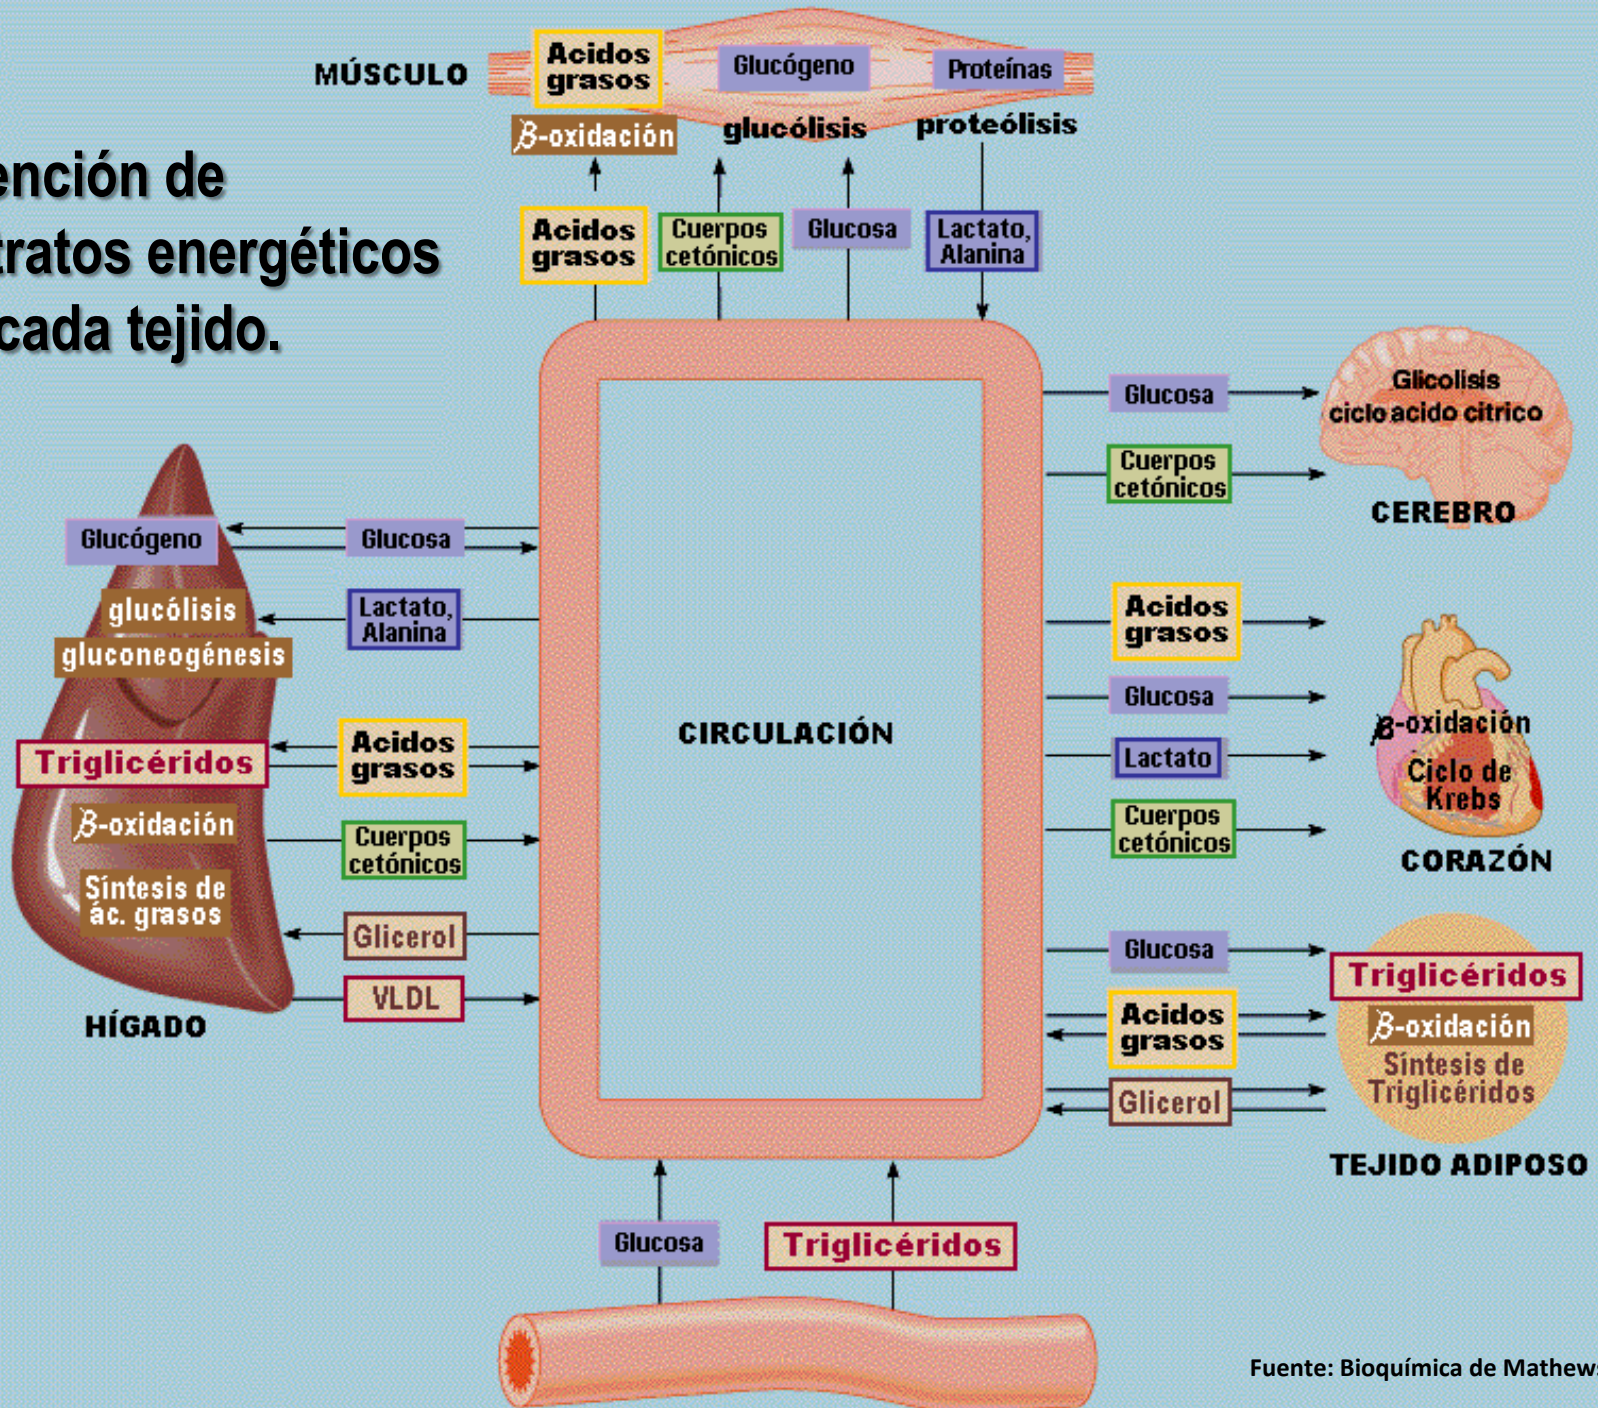 MÚSCULO
Acidos
grasos
Glucógeno
Proteínas
β-oxidación
glucólisis
proteólisis
ención de
tratos energéticos
cada tejido.
Acidos
grasos
Cuerpos
cetónicos
Glucosa
Lactato,
Alanina
Glucosa
Glicolisis
ciclo acido citrico
Cuerpos
cetónicos
CEREBRO
Glucógeno
Glucosa
glucólisis
Lactato,
Alanina
gluconeogénesis
Triglicéridos
Acidos
grasos
β-oxidación
Cuerpos
cetónicos
Síntesis de
ác. grasos
Glicerol
VLDL
HÍGADO
CIRCULACIÓN
Acidos
grasos
Glucosa
Lactato
Cuerpos
cetónicos
β-oxidación
Ciclo de
Krebs
CORAZÓN
Glucosa
Triglicéridos
Acidos
grasos
β-oxidación
Síntesis de
Triglicéridos
Glicerol
TEJIDO ADIPOSO
Glucosa
Triglicéridos
Fuente: Bioquímica de Mathews